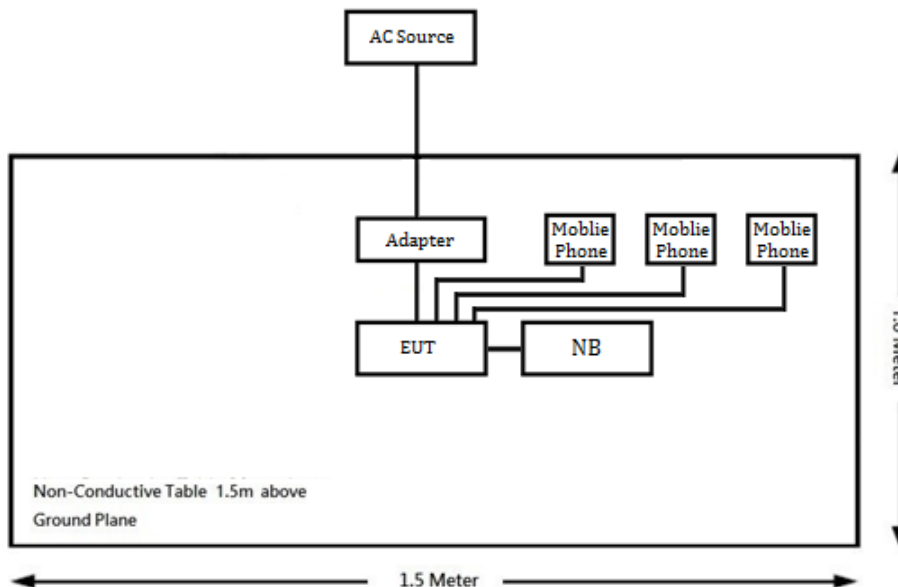 AC Source
Adapter
Moblie
Phone
Moblie
Phone
Moblie
Phone
EUT
NB
Non-Conductive Table 1.5m above
Ground Plane
1.5 Meter